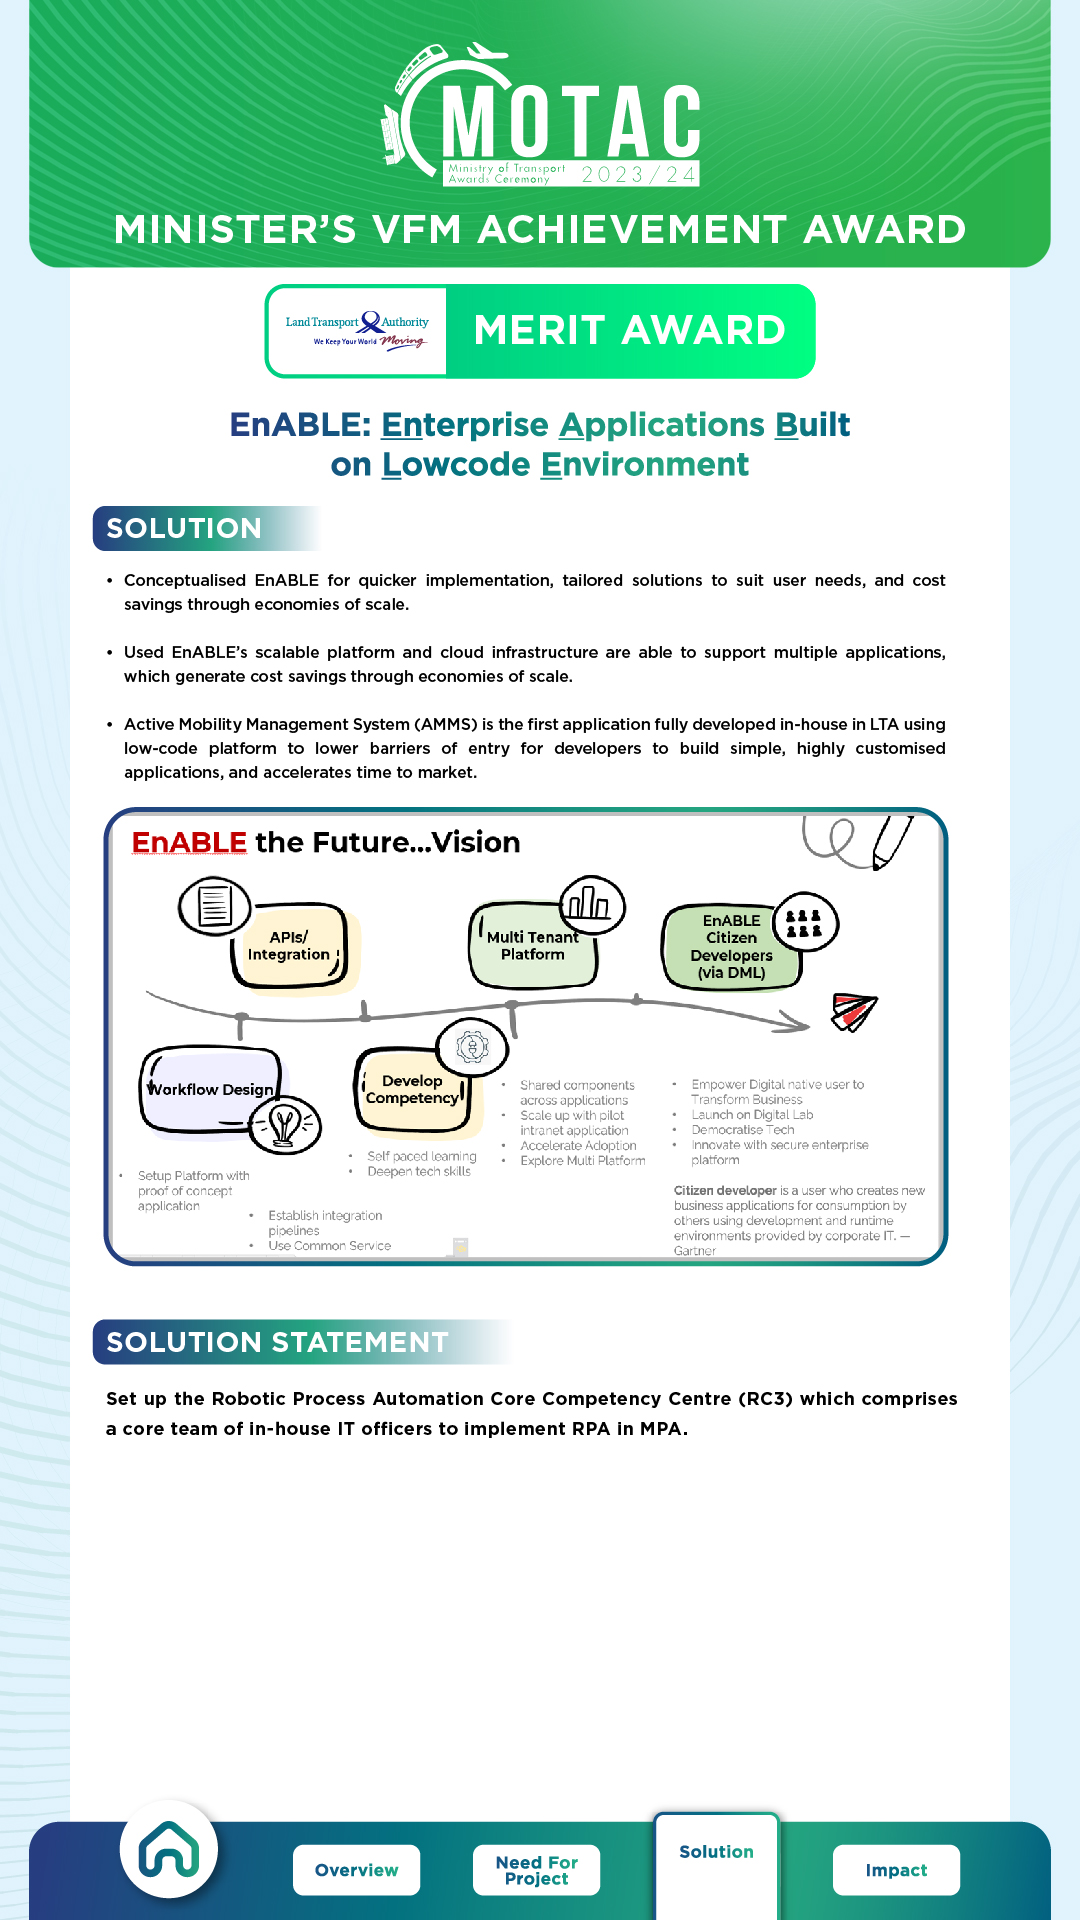 MOTAC
Ministry of Transport
Awards Ceremony
2023/24
MINISTER'S VFM ACHIEVEMENT AWARD
Land Transport Authority
We Keep Your World Moving
MERIT AWARD
EnABLE: Enterprise Applications Built
on Lowcode Environment
SOLUTION
• Conceptualised EnABLE for quicker implementation, tailored solutions to suit user needs, and cost
savings through economies of scale.
• Used EnABLE's scalable platform and cloud infrastructure are able to support multiple applications,
which generate cost savings through economies of scale.
• Active Mobility Management System (AMMS) is the first application fully developed in-house in LTA using
low-code platform to lower barriers of entry for developers to build simple, highly customised
applications, and accelerates time to market.
EnABLE the Future...Vision
APIs/
Integration
Multi Tenant
Platform
EnABLE
Citizen
Developers
(via DML)
Workflow Design
Develop
Competency
• Setup Platform with
proof of concept
application
• Establish integration
pipelines
• Use Common Service
• Self paced learning
• Deepen tech skills
• Shared components
across applications
• Scale up with pilot
intranet application
• Accelerate Adoption
• Explore Multi Platform
• Empower Digital native user to
Transform Business
• Launch on Digital Lab
• Democratise Tech
• Innovate with secure enterprise
platform
Citizen developer is a user who creates new
business applications for consumption by
others using development and runtime
environments provided by corporate IT. —
Gartner
SOLUTION STATEMENT
Set up the Robotic Process Automation Core Competency Centre (RC3) which comprises
a core team of in-house IT officers to implement RPA in MPA.
Overview
Need For
Project
Solution
Impact